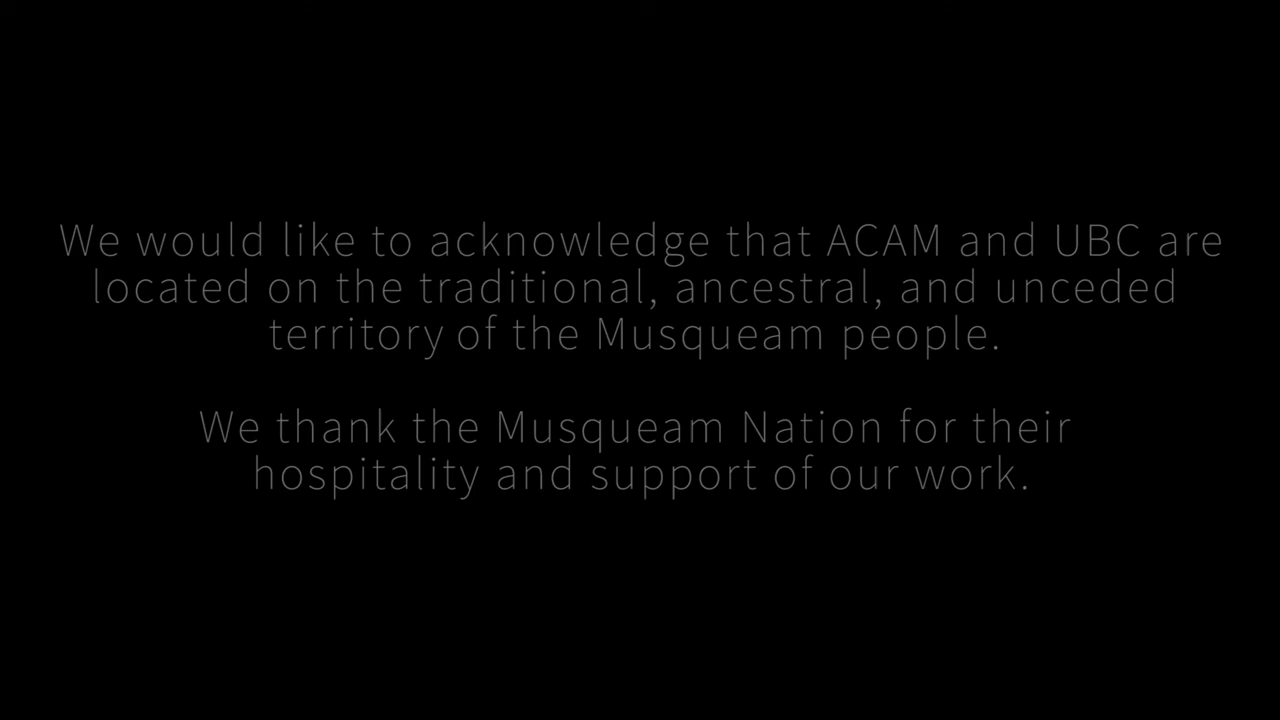 We would like to acknowledge that ACAM and UBC are
located on the traditional, ancestral, and unceded
territory of the Musqueam people.
We thank the Musqueam Nation for their
hospitality and support of our work.